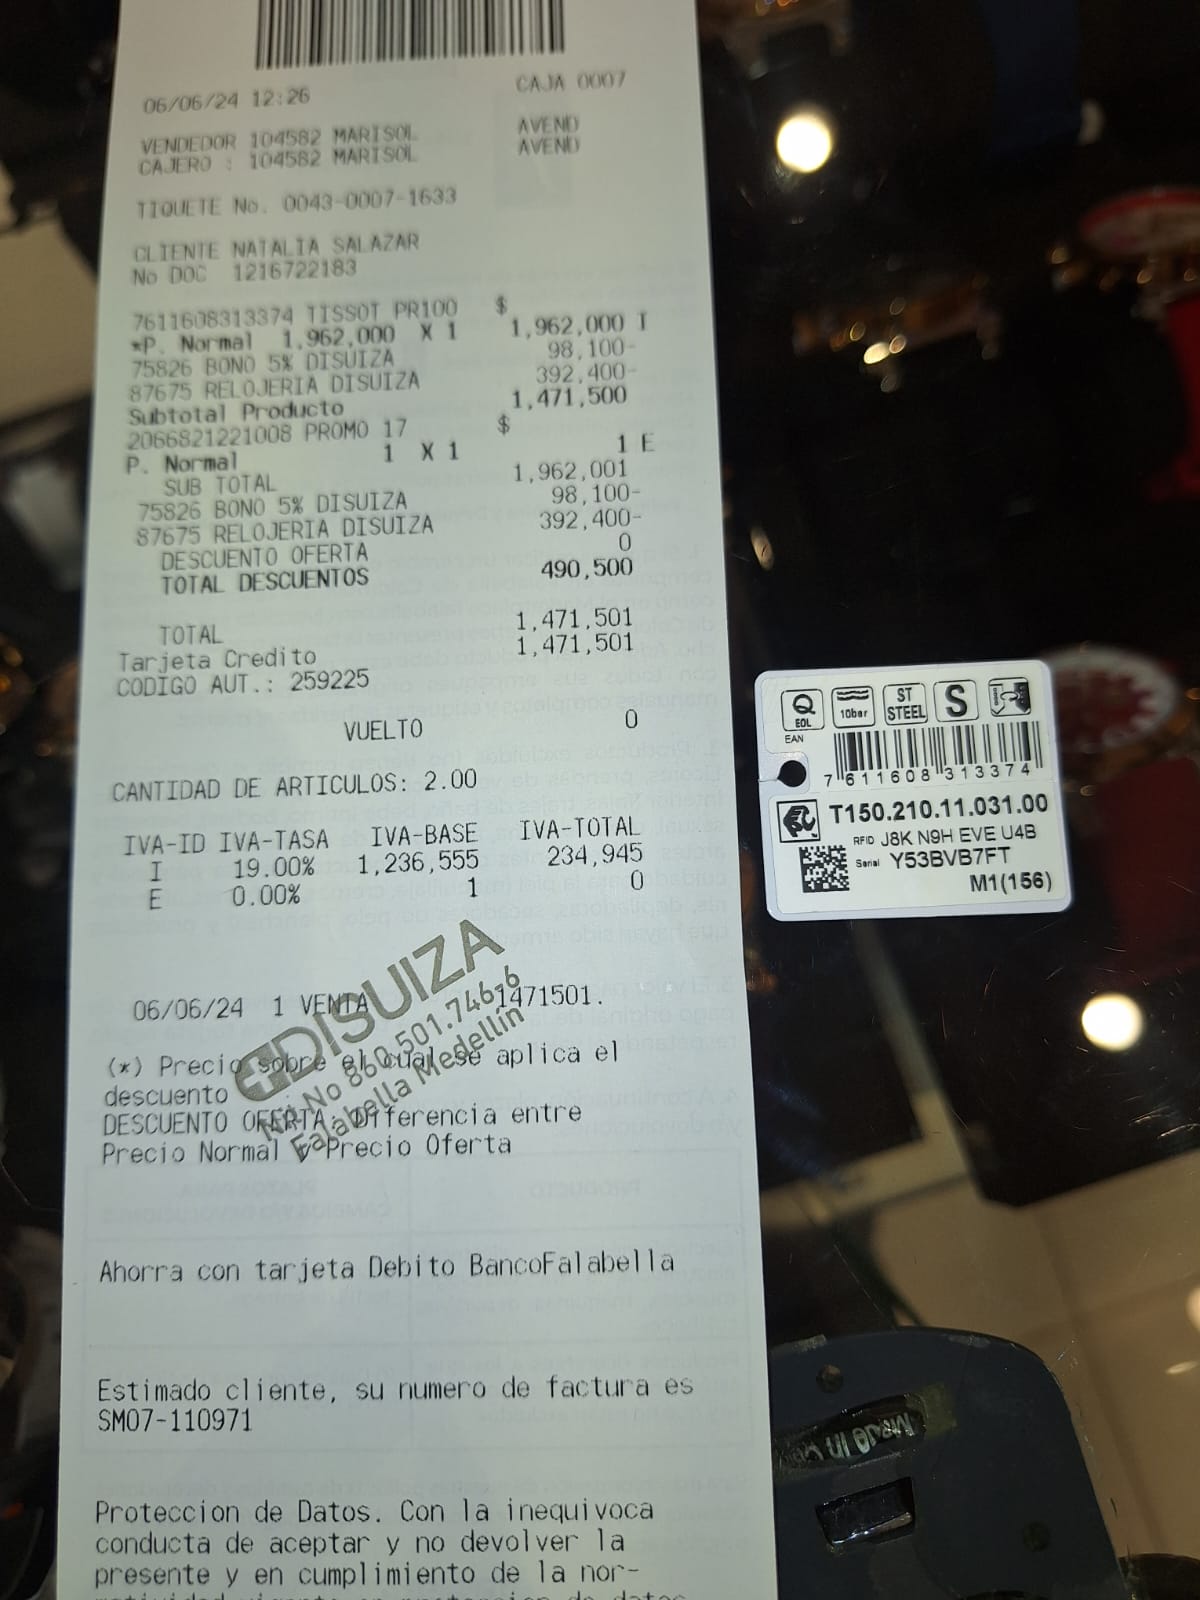 06/06/24 12:26 CAJA 0007
VENDEDOR 104582 MARISOL AVEND
CAJERO : 104582 MARISOL AVEND
TIQUETE No. 0043-0007-1633
CLIENTE NATALIA SALAZAR
No DOC 1216722183
7611608313374 TISSOT PR100 $
*P. Normal 1,962,000 X 1 1,962,000 I
75826 BONO 5% DISUIZA 98,100-
87675 RELOJERIA DISUIZA 392,400-
Subtotal Producto 1,471,500
2066821221008 PROMO 17 $
P. Normal 1 X 1 1 E
SUB TOTAL 1,962,001
75826 BONO 5% DISUIZA 98,100-
87675 RELOJERIA DISUIZA 392,400-
DESCUENTO OFERTA 0
TOTAL DESCUENTOS 490,500
TOTAL 1,471,501
Tarjeta Credito 1,471,501
CODIGO AUT.: 259225
VUELTO 0
CANTIDAD DE ARTICULOS: 2.00
IVA-ID IVA-TASA IVA-BASE IVA-TOTAL
I 19.00% 1,236,555 234,945
E 0.00% 1 0
06/06/24 1 VENTA 1471501.
DISUIZA
Nit No 860.501.746-6
Falabella Medellín
(*) Precio sobre el cual se aplica el
descuento
DESCUENTO OFERTA: Diferencia entre
Precio Normal y Precio Oferta
Ahorra con tarjeta Debito BancoFalabella
Estimado cliente, su numero de factura es
SM07-110971
Proteccion de Datos. Con la inequivoca
conducta de aceptar y no devolver la
presente y en cumplimiento de la nor-
Q EOL 10bar ST STEEL S
EAN
7 611608 313374
T150.210.11.031.00
RFID J8K N9H EVE U4B
Serial Y53BVB7FT
M1(156)